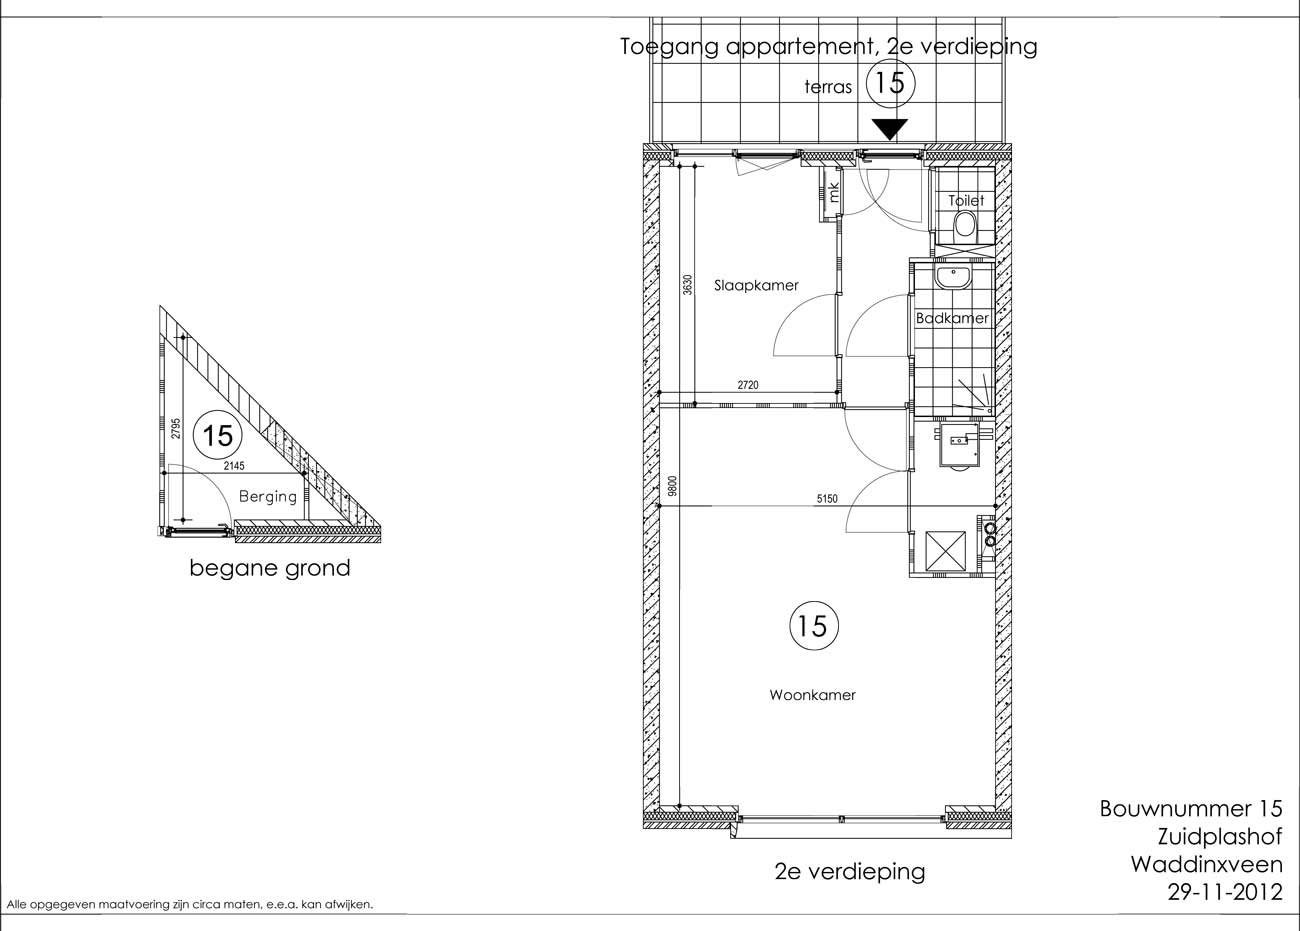 Toegang appartement, 2e verdieping
terras 15
mk
Toilet
3630
Slaapkamer
Badkamer
2720
2795
15
2145
Berging
9800
5150
begane grond
15
Woonkamer
2e verdieping
Bouwnummer 15
Zuidplashof
Waddinxveen
29-11-2012
Alle opgegeven maatvoering zijn circa maten, e.e.a. kan afwijken.